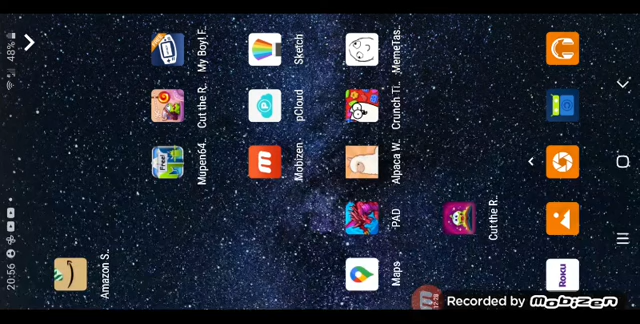 20:56
48%
Amazon S..
Mupen64.
Cut the R..
My Boy! F..
Free!
Mobizen
pCloud
Sketch
Maps
PAD
Alpaca W..
Crunch Ti..
MemeTas..
Cut the R..
ROKU
Recorded by mobizen